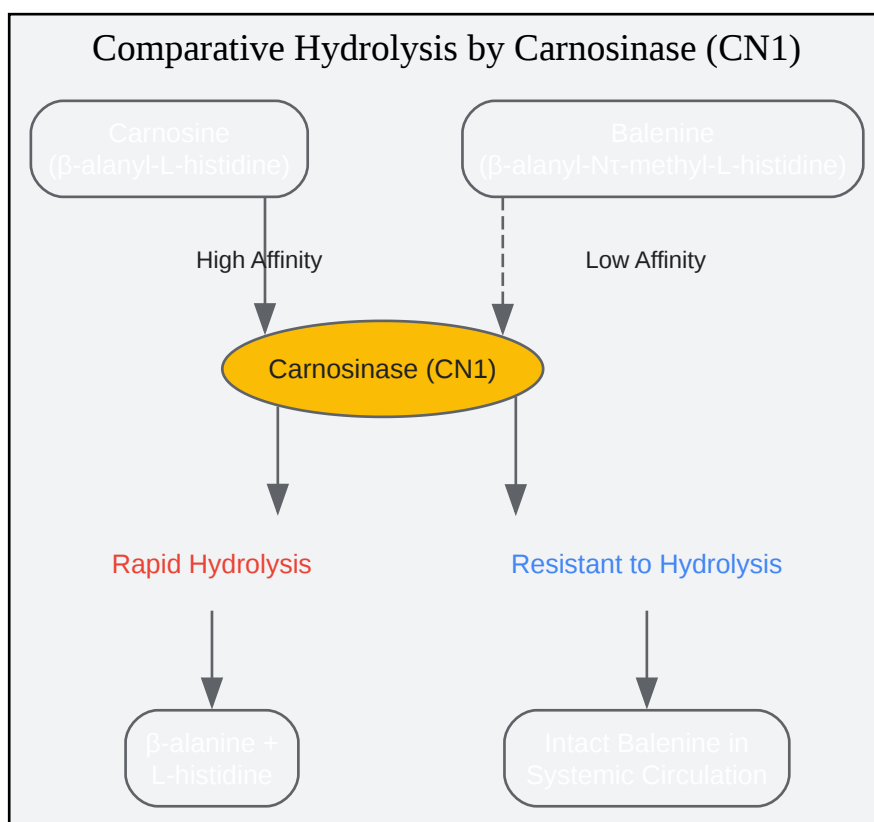 Comparative Hydrolysis by Carnosinase (CN1)
Carnosine
(β-alanyl-L-histidine)
Balenine
(β-alanyl-Nτ-methyl-L-histidine)
High Affinity
Low Affinity
Carnosinase (CN1)
Rapid Hydrolysis
Resistant to Hydrolysis
β-alanine +
L-histidine
Intact Balenine in
Systemic Circulation